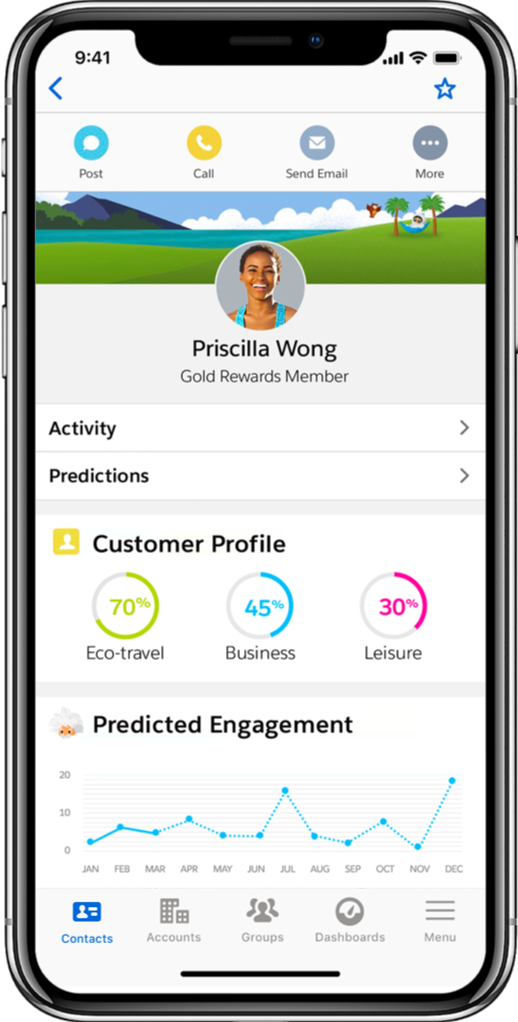 9:41
Post Call Send Email More
Priscilla Wong
Gold Rewards Member
Activity
Predictions
Customer Profile
70% 45% 30%
Eco-travel Business Leisure
Predicted Engagement
20
10
0
JAN FEB MAR APR MAY JUN JUL AUG SEP OCT NOV DEC
Contacts Accounts Groups Dashboards Menu